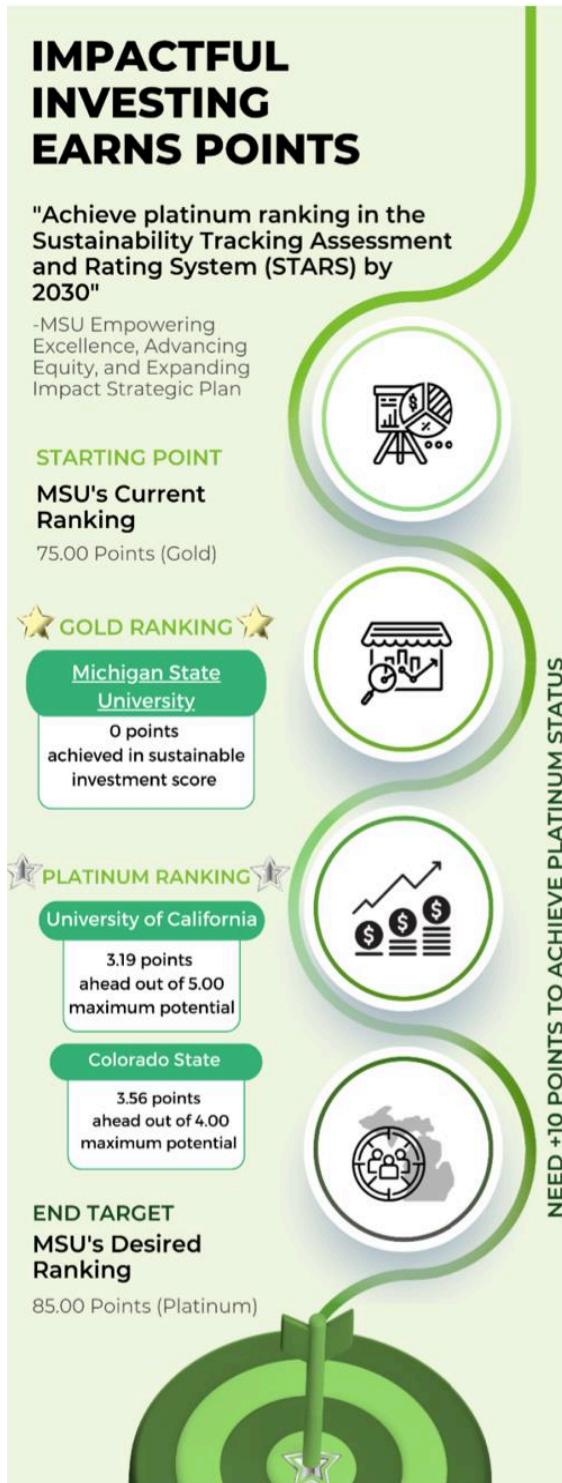 IMPACTFUL
INVESTING
EARNS POINTS
"Achieve platinum ranking in the
Sustainability Tracking Assessment
and Rating System (STARS) by
2030"
-MSU Empowering
Excellence, Advancing
Equity, and Expanding
Impact Strategic Plan
STARTING POINT
MSU's Current
Ranking
75.00 Points (Gold)
GOLD RANKING
Michigan State
University
0 points
achieved in sustainable
investment score
PLATINUM RANKING
University of California
3.19 points
ahead out of 5.00
maximum potential
Colorado State
3.56 points
ahead out of 4.00
maximum potential
END TARGET
MSU's Desired
Ranking
85.00 Points (Platinum)
NEED +10 POINTS TO ACHIEVE PLATINUM STATUS